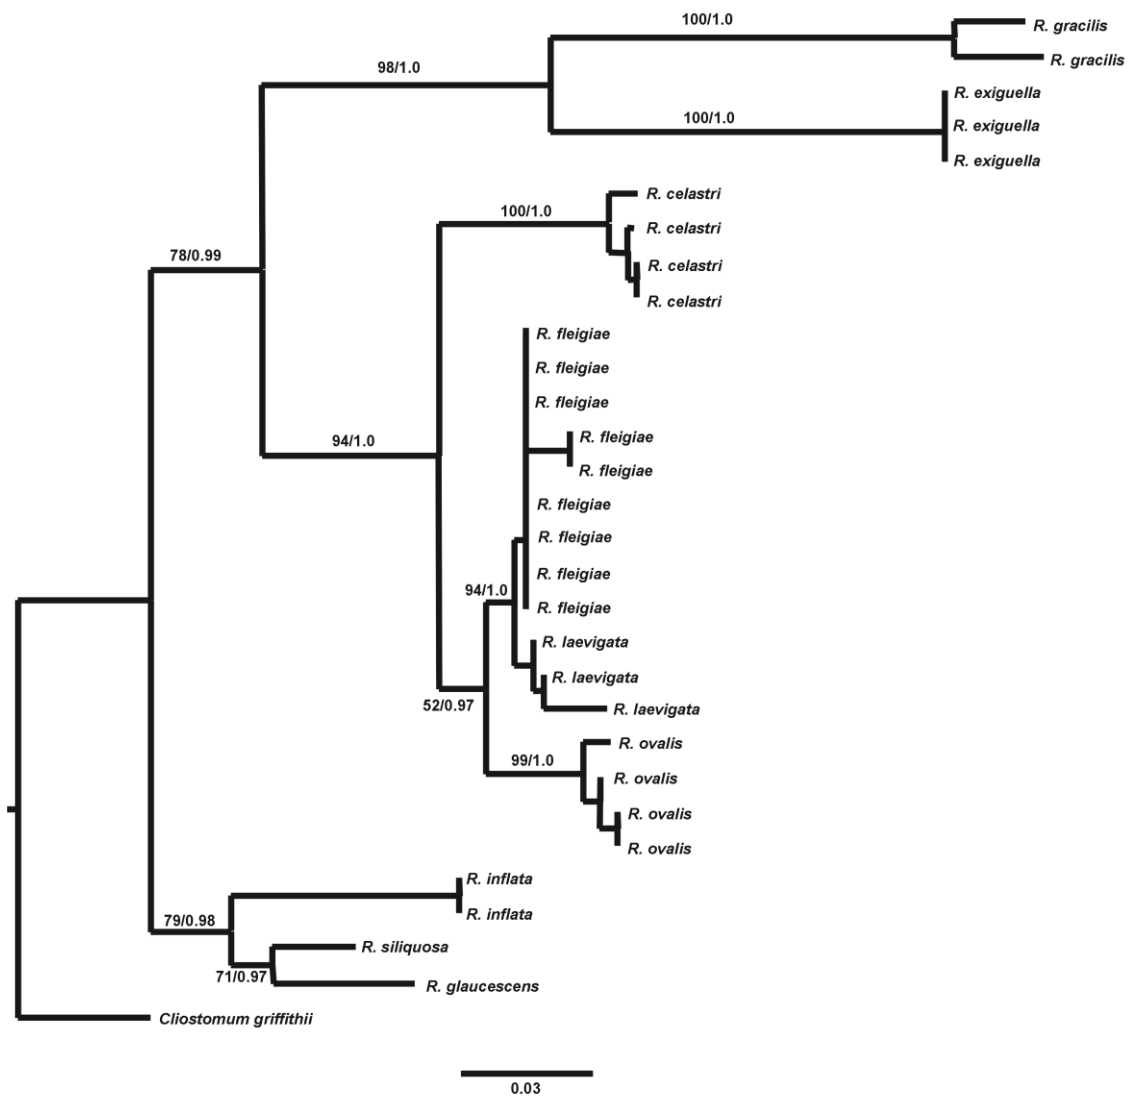 100/1.0
R. gracilis
R. gracilis
98/1.0
R. exiguella
100/1.0
R. exiguella
R. exiguella
R. celastri
100/1.0
R. celastri
78/0.99
R. celastri
R. celastri
R. fleigiae
R. fleigiae
R. fleigiae
94/1.0
R. fleigiae
R. fleigiae
R. fleigiae
R. fleigiae
R. fleigiae
94/1.0
R. fleigiae
R. laevigata
R. laevigata
52/0.97
R. laevigata
R. ovalis
99/1.0
R. ovalis
R. ovalis
R. ovalis
R. inflata
R. inflata
79/0.98
R. siliquosa
71/0.97
R. glaucescens
Cliostomum griffithii
0.03